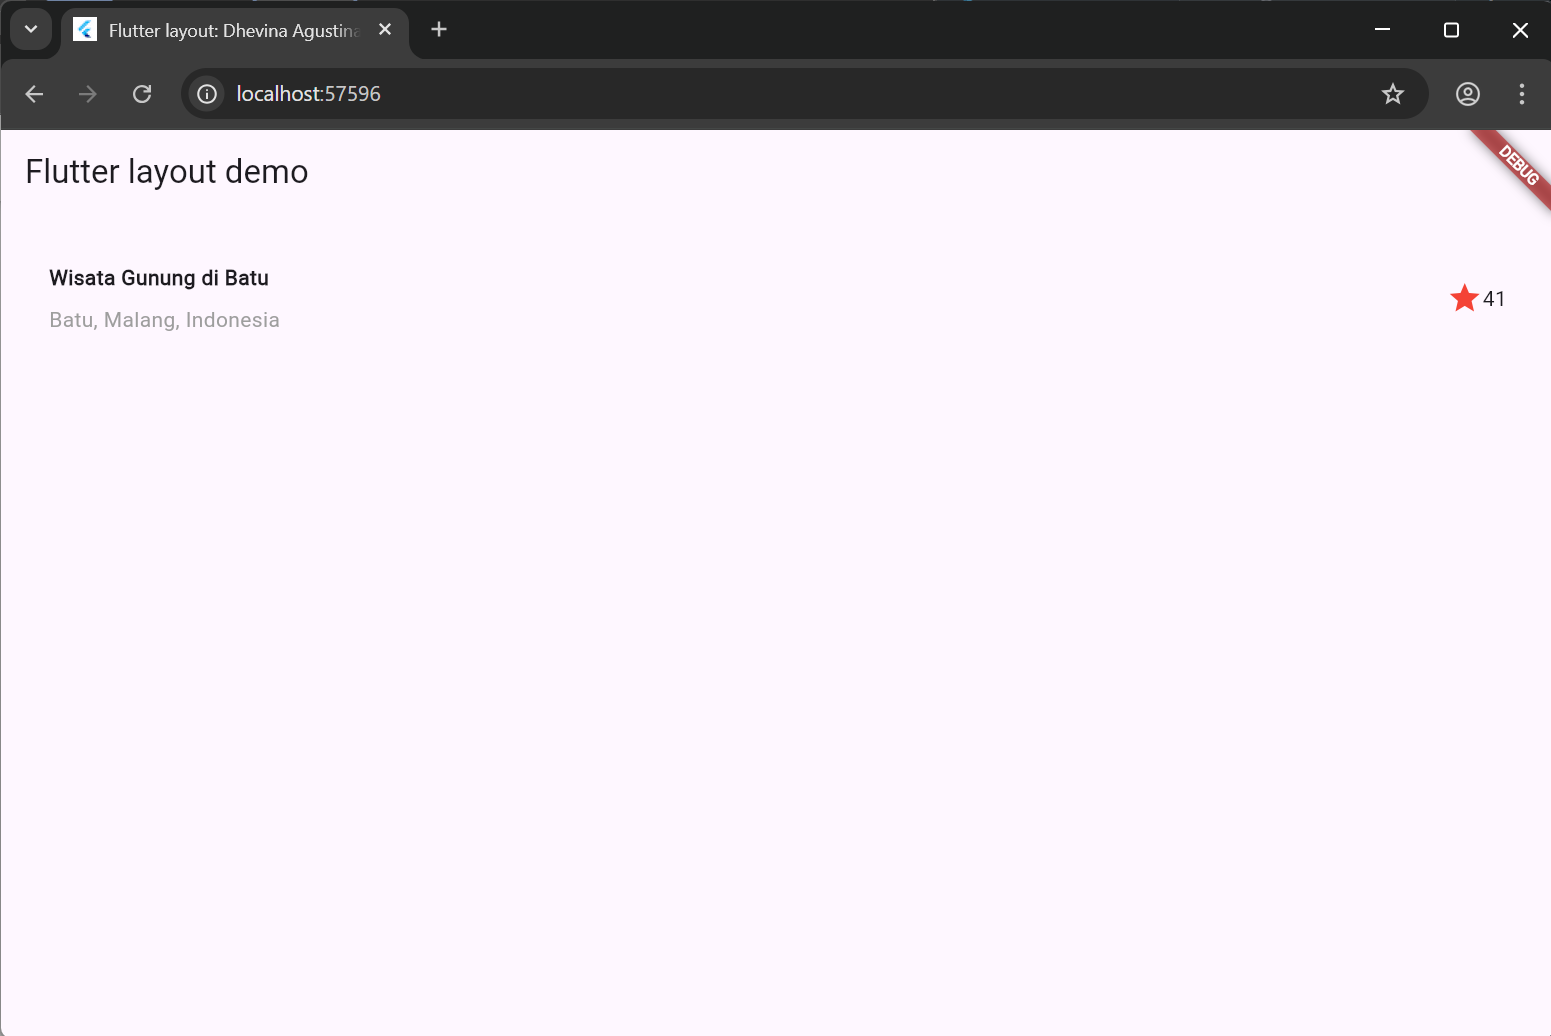 Flutter layout: Dhevina Agustina
localhost:57596
Flutter layout demo
DEBUG
Wisata Gunung di Batu
Batu, Malang, Indonesia
41